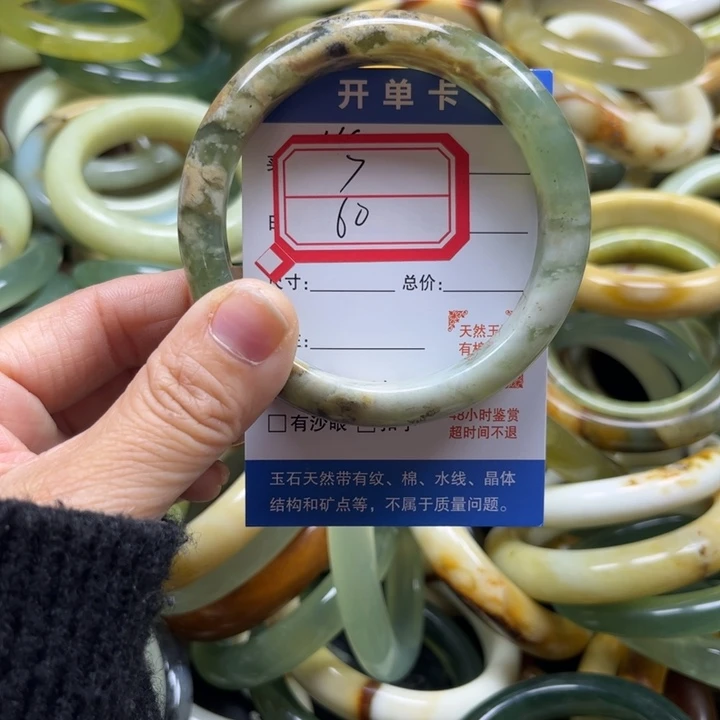 开单卡
7
60
尺寸: 总价:
天然玉
有棉
有沙眼
48小时鉴赏
超时间不退
玉石天然带有纹、棉、水线、晶体
结构和矿点等，不属于质量问题。